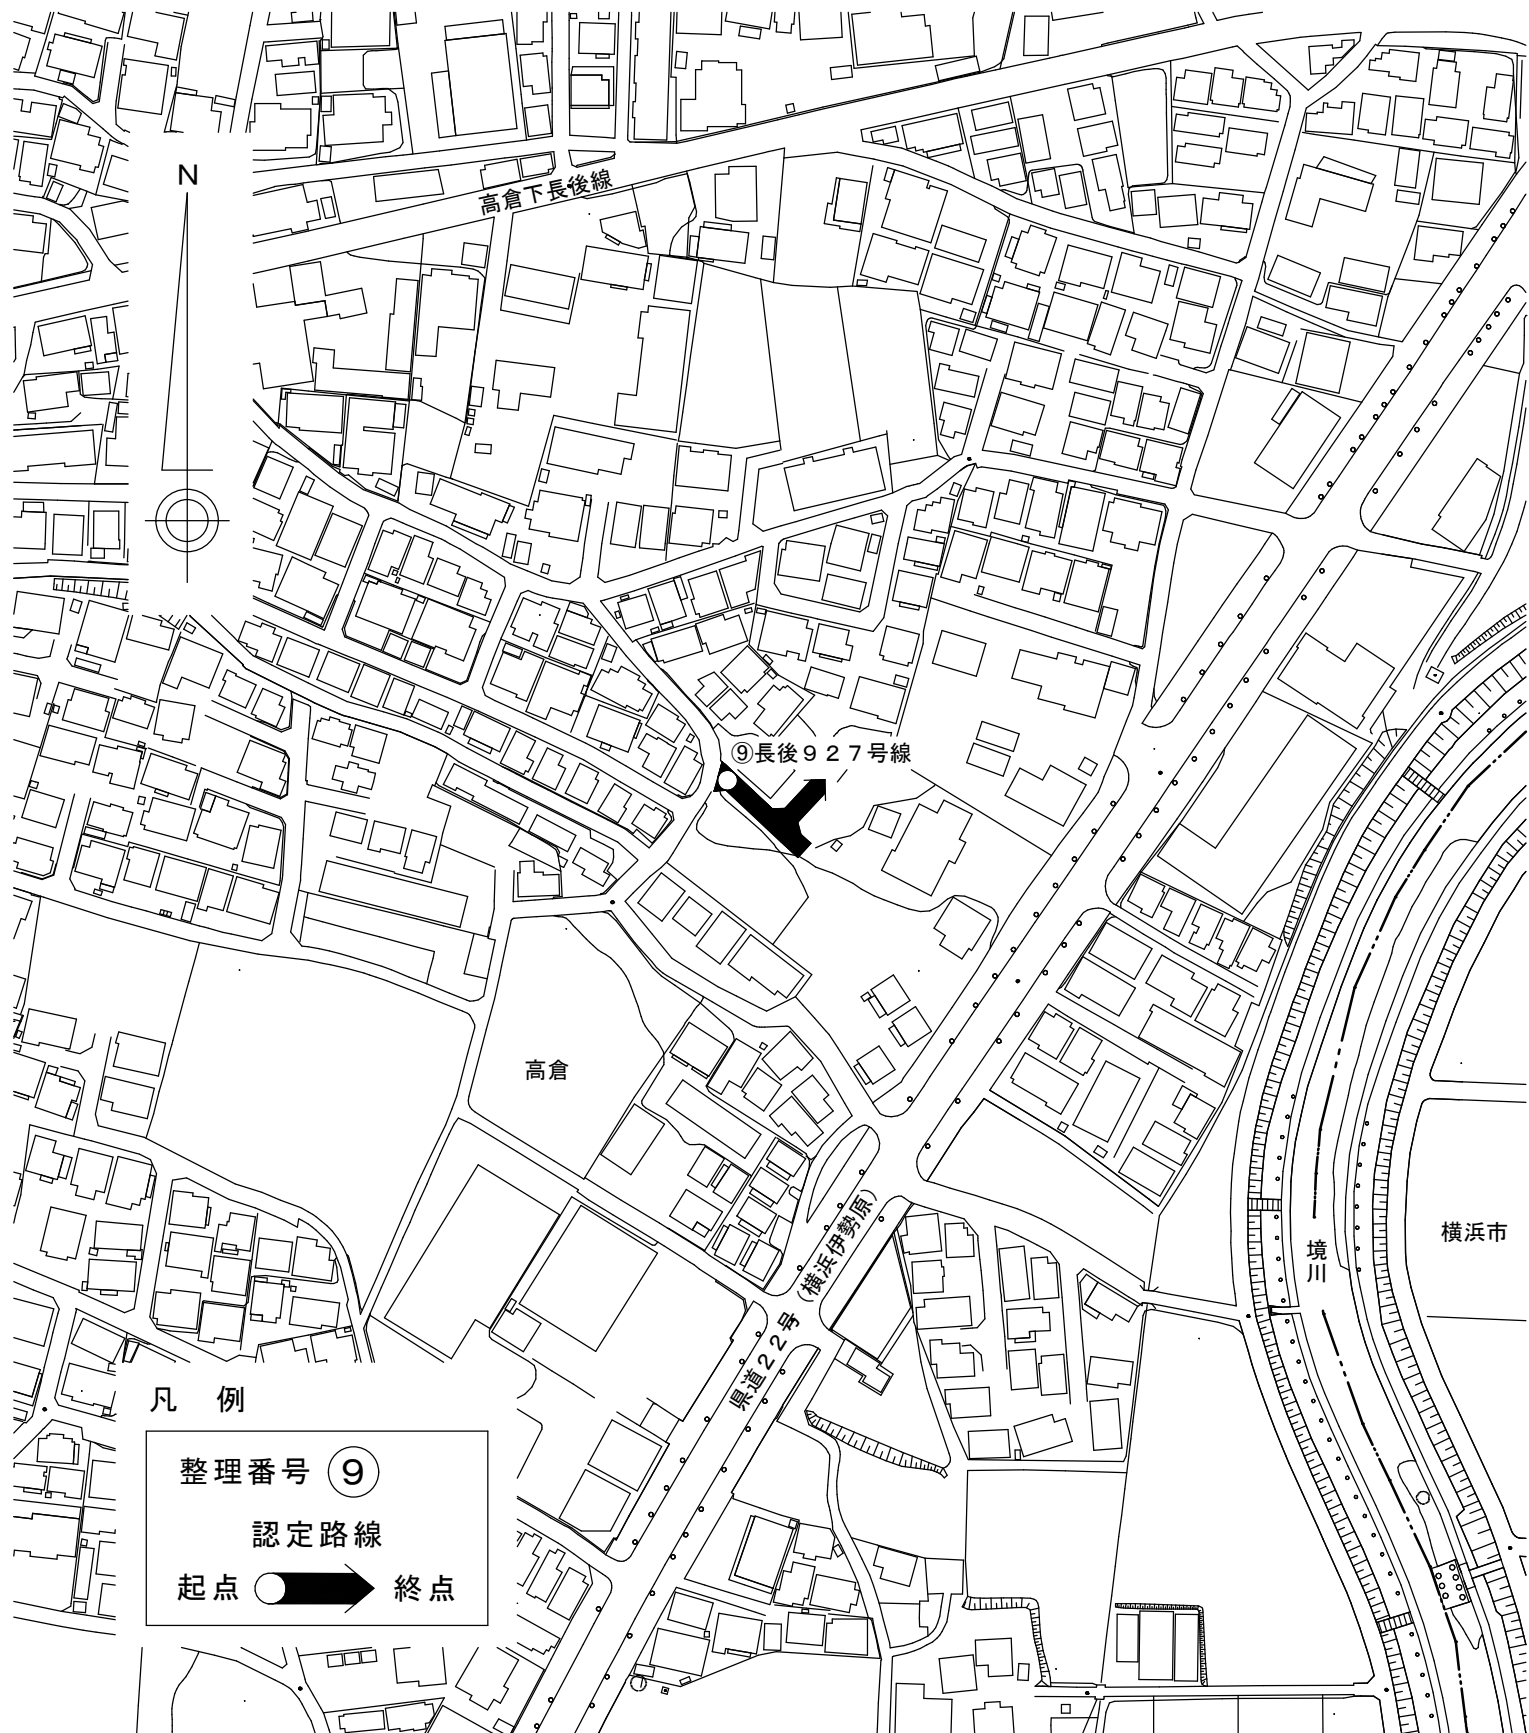 N
高倉下長後線
⑨長後９２７号線
高倉
横浜市
境川
県道２２号（横浜伊勢原）
凡　例
整理番号 ⑨
認定路線
起点 終点